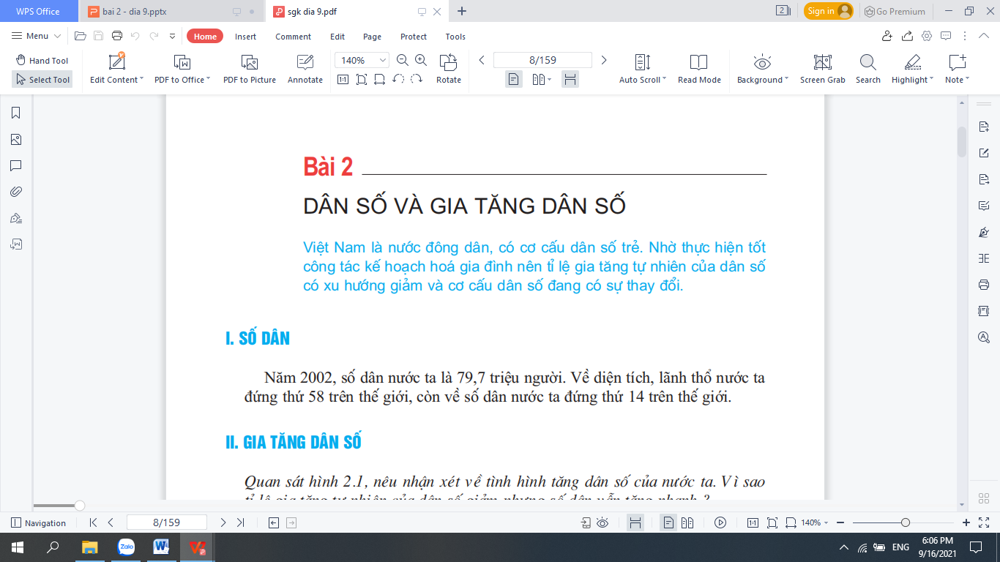 WPS Office
bai 2 - dia 9.pptx
sgk dia 9.pdf
2
Sign in
Go Premium
Menu
Home
Insert
Comment
Edit
Page
Protect
Tools
Hand Tool
Select Tool
Edit Content
PDF to Office
PDF to Picture
Annotate
140%
1:1
Rotate
8/159
Auto Scroll
Read Mode
Background
Screen Grab
Search
Highlight
Note
Bài 2
DÂN SỐ VÀ GIA TĂNG DÂN SỐ
Việt Nam là nước đông dân, có cơ cấu dân số trẻ. Nhờ thực hiện tốt
công tác kế hoạch hoá gia đình nên tỉ lệ gia tăng tự nhiên của dân số
có xu hướng giảm và cơ cấu dân số đang có sự thay đổi.
I. SỐ DÂN
Năm 2002, số dân nước ta là 79,7 triệu người. Về diện tích, lãnh thổ nước ta
đứng thứ 58 trên thế giới, còn về số dân nước ta đứng thứ 14 trên thế giới.
II. GIA TĂNG DÂN SỐ
Quan sát hình 2.1, nêu nhận xét về tình hình tăng dân số của nước ta. Vì sao
tỉ lệ gia tăng tự nhiên của dân số giảm nhưng số dân vẫn tăng nhanh ?
Navigation
8/159
1:1
140%
Zalo
ENG
6:06 PM
9/16/2021